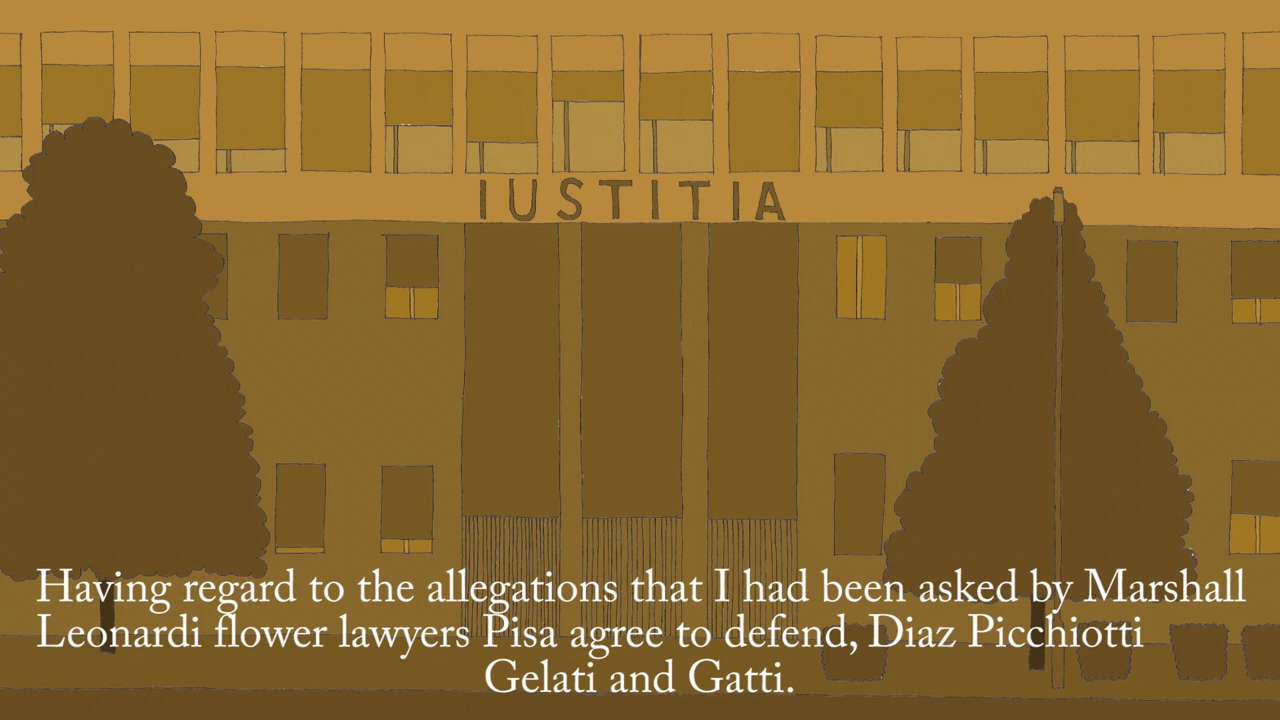 IUSTITIA
Having regard to the allegations that I had been asked by Marshall
Leonardi flower lawyers Pisa agree to defend, Diaz Picchiotti
Gelati and Gatti.